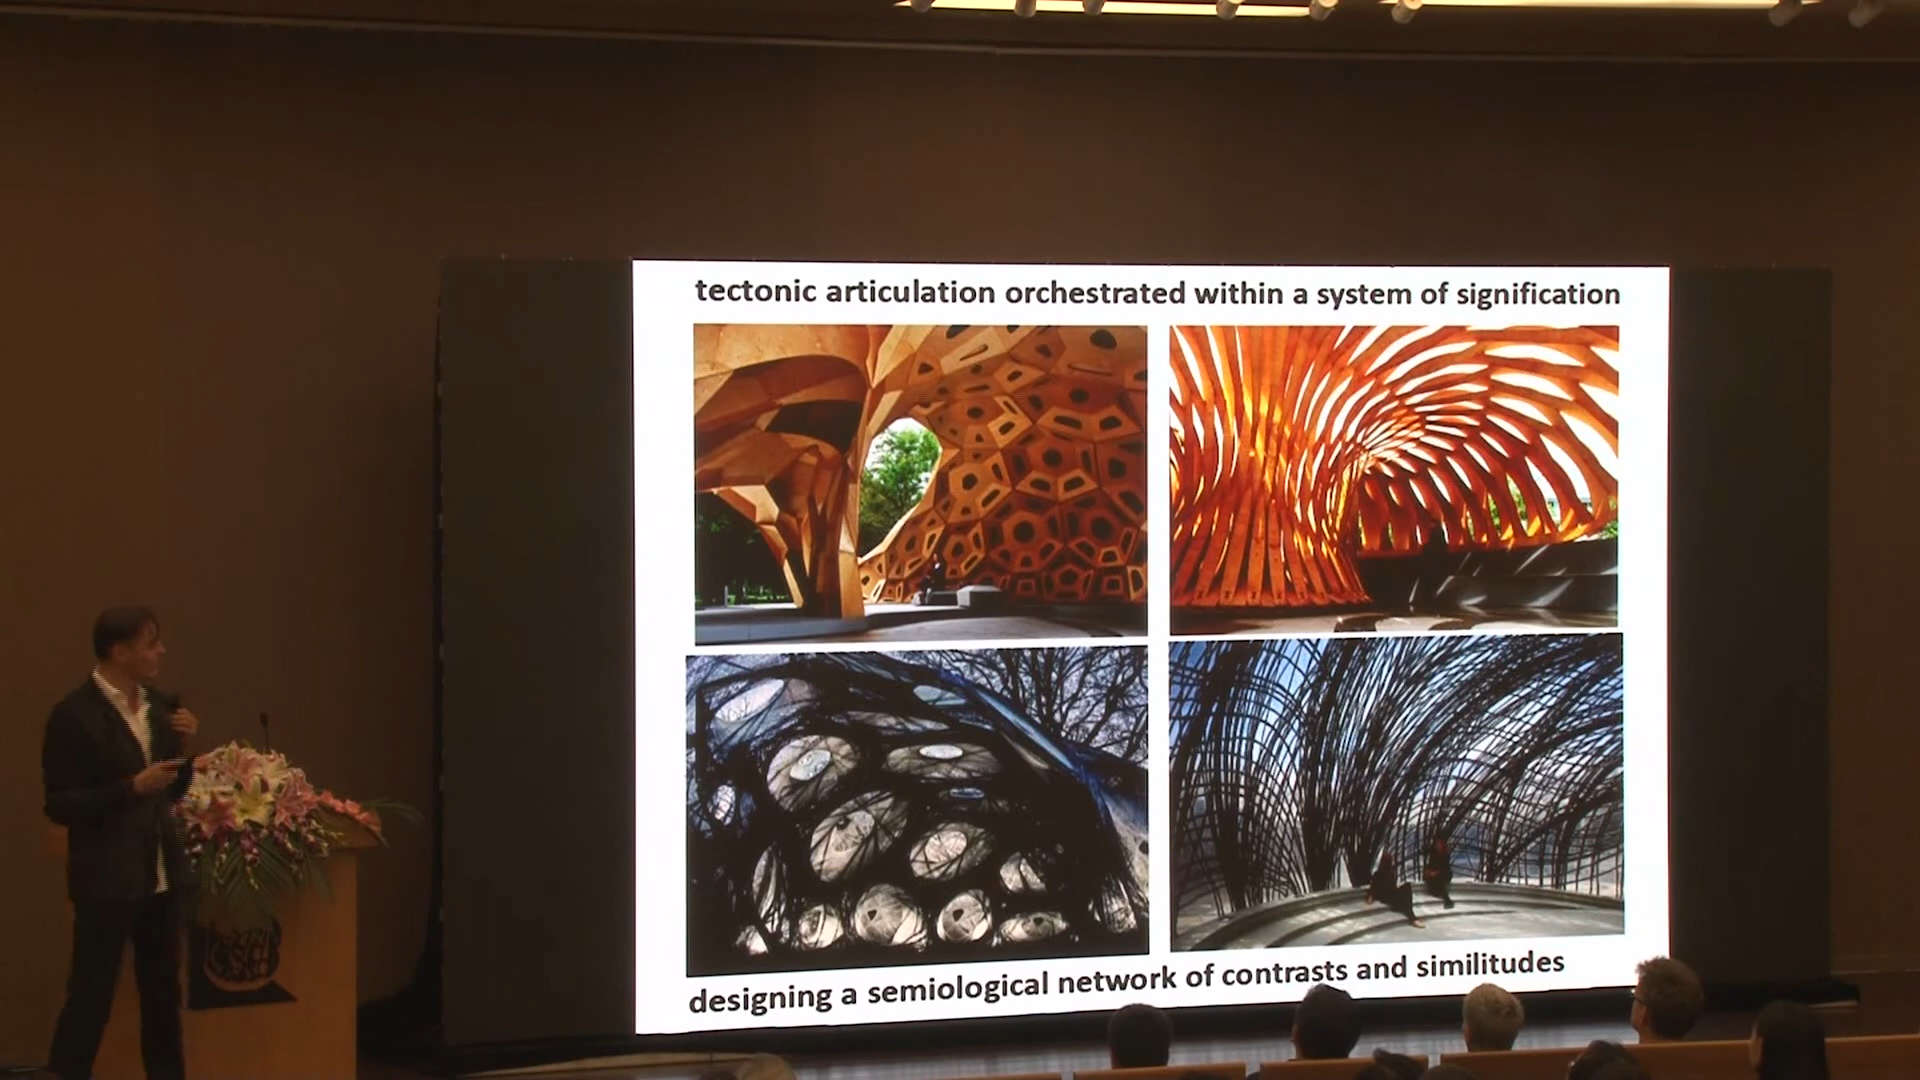 tectonic articulation orchestrated within a system of signification
designing a semiological network of contrasts and similitudes